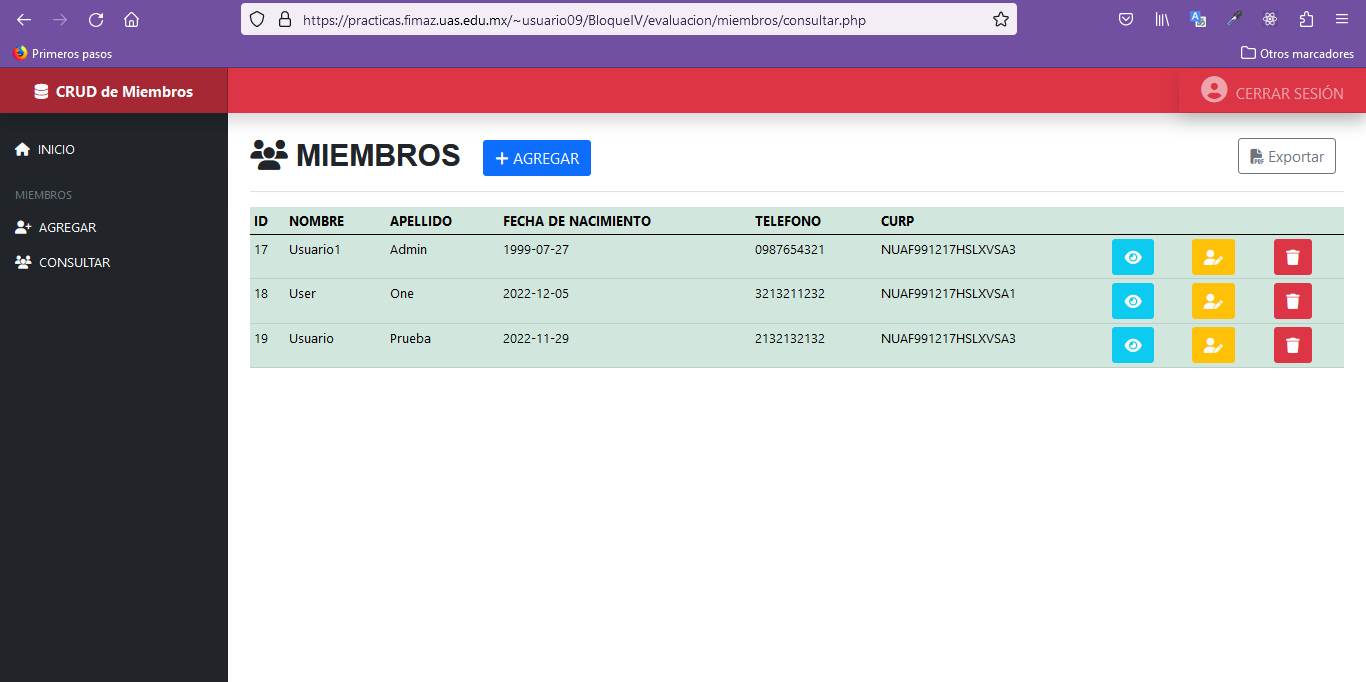 https://practicas.fimaz.uas.edu.mx/~usuario09/BloqueIV/evaluacion/miembros/consultar.php
Primeros pasos
Otros marcadores
CRUD de Miembros
CERRAR SESIÓN
INICIO
MIEMBROS
AGREGAR
CONSULTAR
MIEMBROS
AGREGAR
Exportar
ID NOMBRE APELLIDO FECHA DE NACIMIENTO TELEFONO CURP
17 Usuario1 Admin 1999-07-27 0987654321 NUAF991217HSLXVSA3
18 User One 2022-12-05 3213211232 NUAF991217HSLXVSA1
19 Usuario Prueba 2022-11-29 2132132132 NUAF991217HSLXVSA3